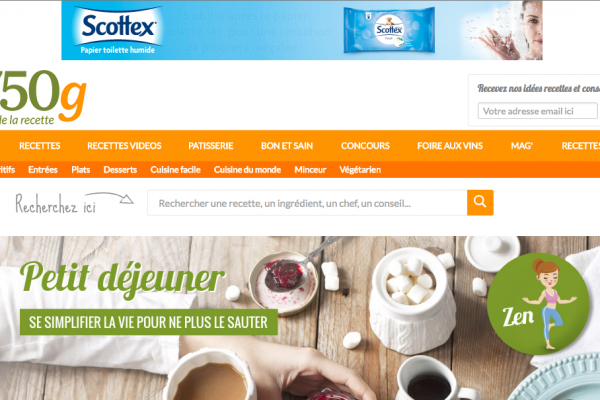 Scottex
Papier toilette humide
Scottex
750g
de la recette
Recevez nos idées recettes et
Votre adresse email ici
RECETTES RECETTES VIDEOS PATISSERIE BON ET SAIN CONCOURS FOIRE AUX VINS MAG' RECETTES
Entrées Plats Desserts Cuisine facile Cuisine du monde Minceur Végétarien
Recherchez ici
Rechercher une recette, un ingrédient, un chef, un conseil...
Petit déjeuner
SE SIMPLIFIER LA VIE POUR NE PLUS LE SAUTER
Zen